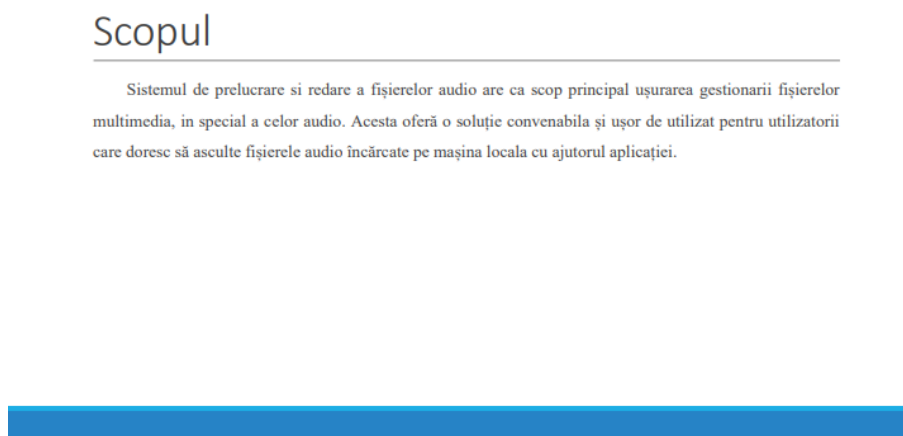 Scopul
Sistemul de prelucrare si redare a fișierelor audio are ca scop principal ușurarea gestionarii fișierelor
multimedia, in special a celor audio. Acesta oferă o soluție convenabila și ușor de utilizat pentru utilizatorii
care doresc să asculte fișierele audio încărcate pe mașina locala cu ajutorul aplicației.